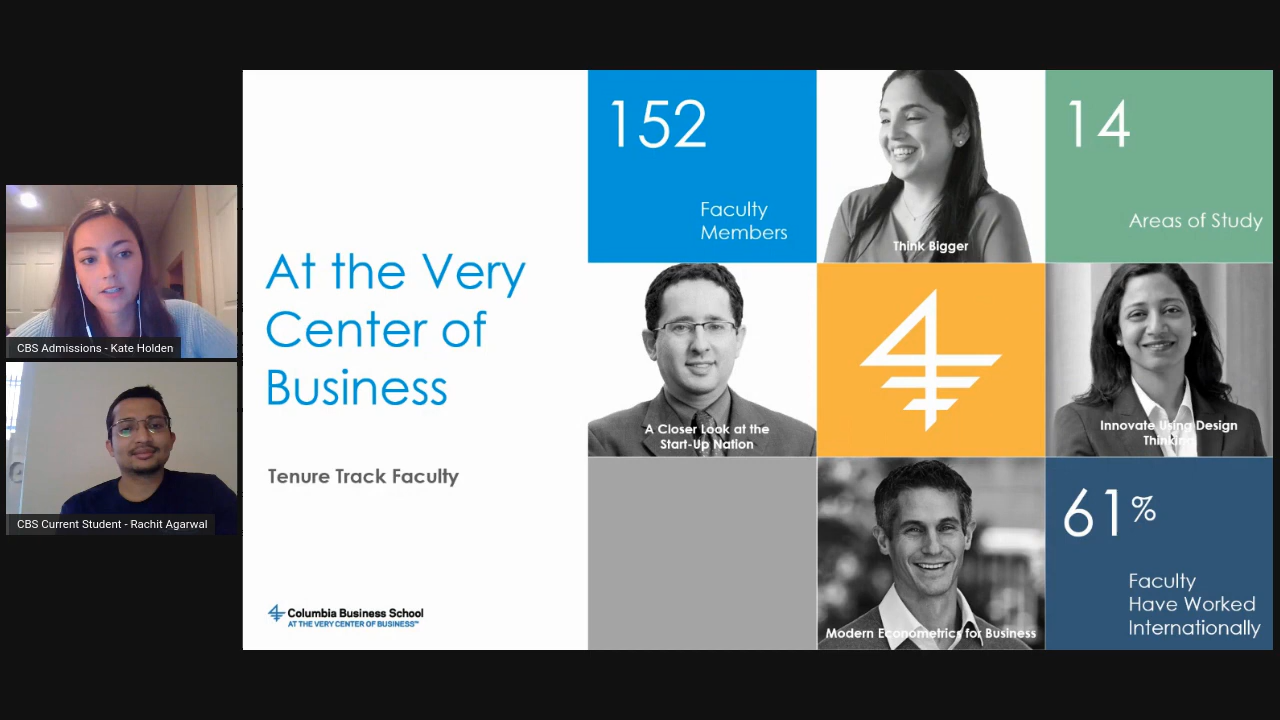 CBS Admissions - Kate Holden
CBS Current Student - Rachit Agarwal
At the Very
Center of
Business
Tenure Track Faculty
Columbia Business School
AT THE VERY CENTER OF BUSINESS™
152
Faculty
Members
Think Bigger
14
Areas of Study
A Closer Look at the
Start-Up Nation
Innovate Using Design
Thinking
Modern Econometrics for Business
61%
Faculty
Have Worked
Internationally